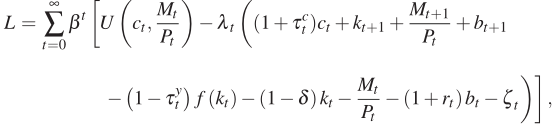 L = \sum_{t=0}^{\infty} \beta^t \left[ U\left( c_t, \frac{M_t}{P_t} \right) - \lambda_t \left( (1 + \tau_t^c) c_t + k_{t+1} + \frac{M_{t+1}}{P_t} + b_{t+1} \right. \right.
\left. \left. - \left( 1 - \tau_t^y \right) f(k_t) - (1 - \delta) k_t - \frac{M_t}{P_t} - (1 + r_t) b_t - \zeta_t \right) \right],